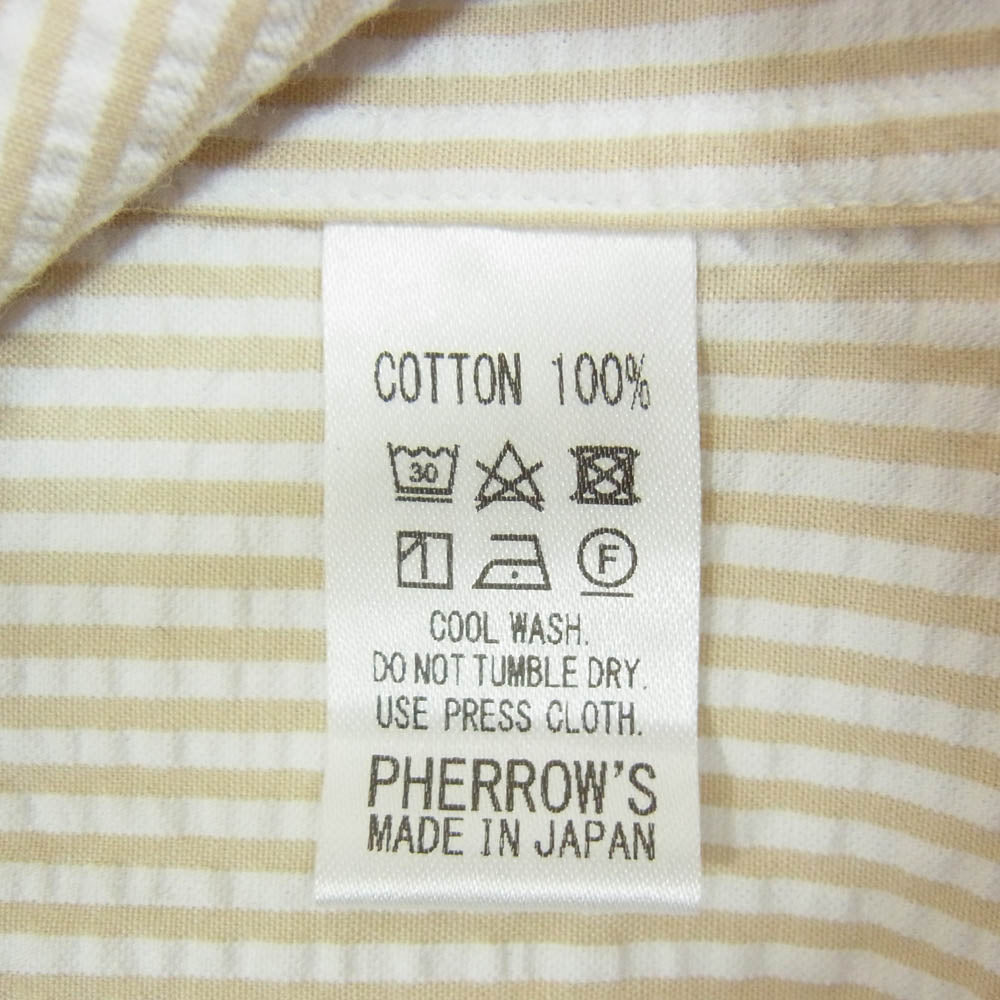 COTTON 100%
30
F
COOL WASH.
DO NOT TUMBLE DRY.
USE PRESS CLOTH.
PHERROW'S
MADE IN JAPAN